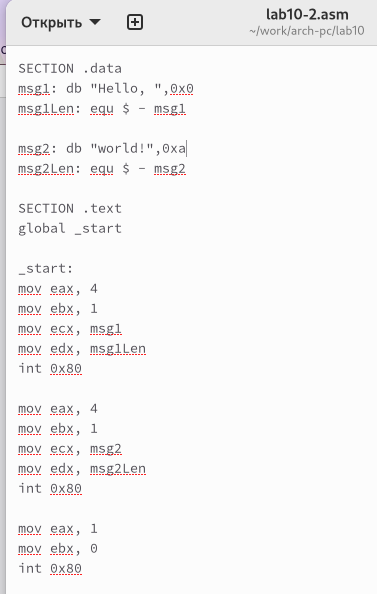 Открыть
lab10-2.asm
~/work/arch-pc/lab10
SECTION .data
msg1: db "Hello, ",0x0
msg1Len: equ $ - msg1
msg2: db "world!",0xa
msg2Len: equ $ - msg2
SECTION .text
global _start
_start:
mov eax, 4
mov ebx, 1
mov ecx, msg1
mov edx, msg1Len
int 0x80
mov eax, 4
mov ebx, 1
mov ecx, msg2
mov edx, msg2Len
int 0x80
mov eax, 1
mov ebx, 0
int 0x80